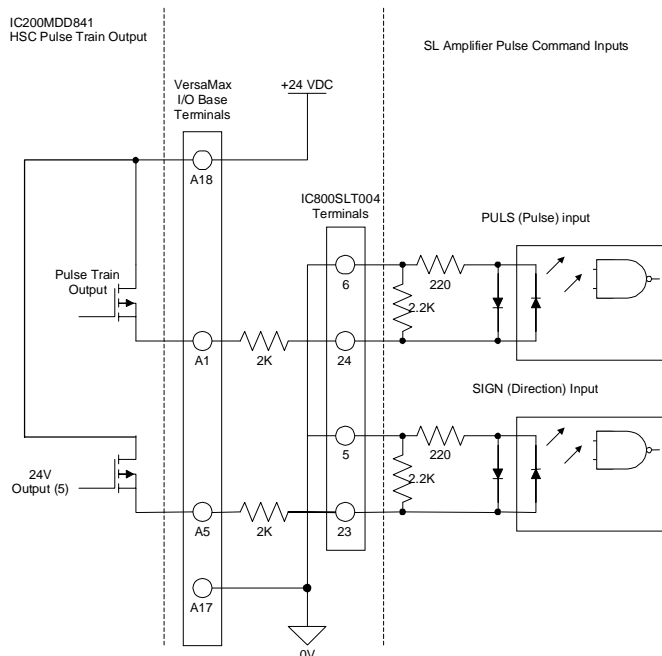 IC200MDD841
HSC Pulse Train Output
SL Amplifier Pulse Command Inputs
VersaMax
I/O Base
Terminals
+24 VDC
A18
IC800SLT004
Terminals
PULS (Pulse) input
Pulse Train
Output
6
220
2.2K
A1
2K
24
SIGN (Direction) Input
5
220
2.2K
24V
Output (5)
A5
2K
23
A17
0V